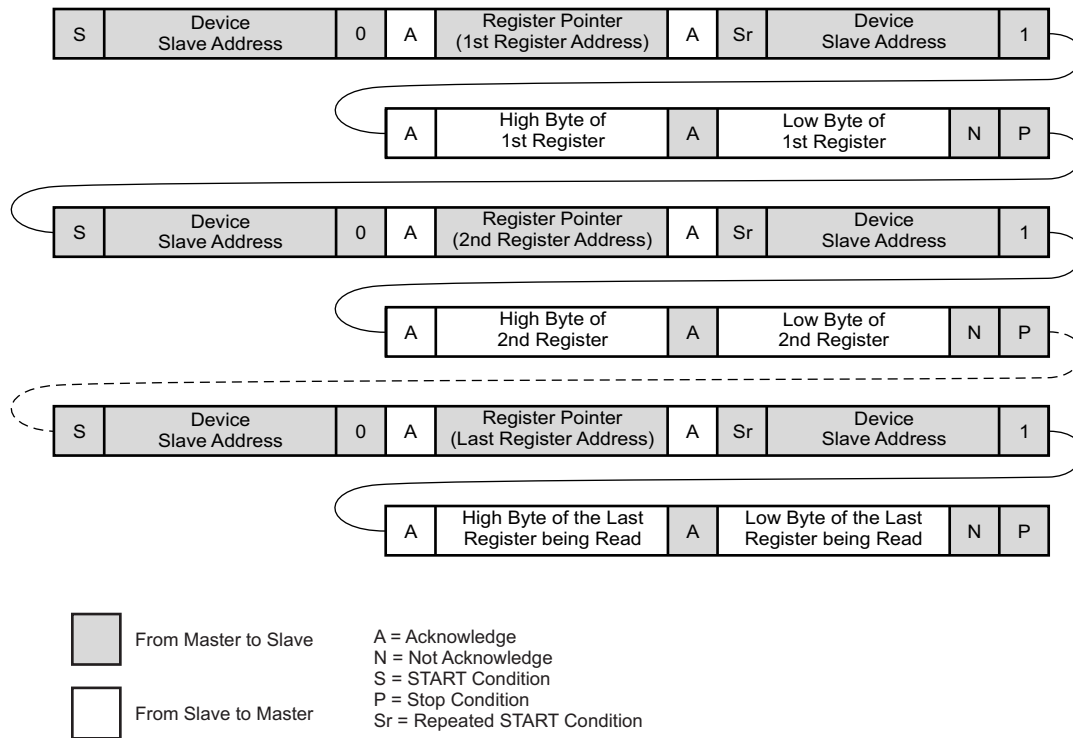 S Device Slave Address 0 A Register Pointer (1st Register Address) A Sr Device Slave Address 1
A High Byte of 1st Register A Low Byte of 1st Register N P
S Device Slave Address 0 A Register Pointer (2nd Register Address) A Sr Device Slave Address 1
A High Byte of 2nd Register A Low Byte of 2nd Register N P
S Device Slave Address 0 A Register Pointer (Last Register Address) A Sr Device Slave Address 1
A High Byte of the Last Register being Read A Low Byte of the Last Register being Read N P
From Master to Slave
From Slave to Master
A = Acknowledge
N = Not Acknowledge
S = START Condition
P = Stop Condition
Sr = Repeated START Condition